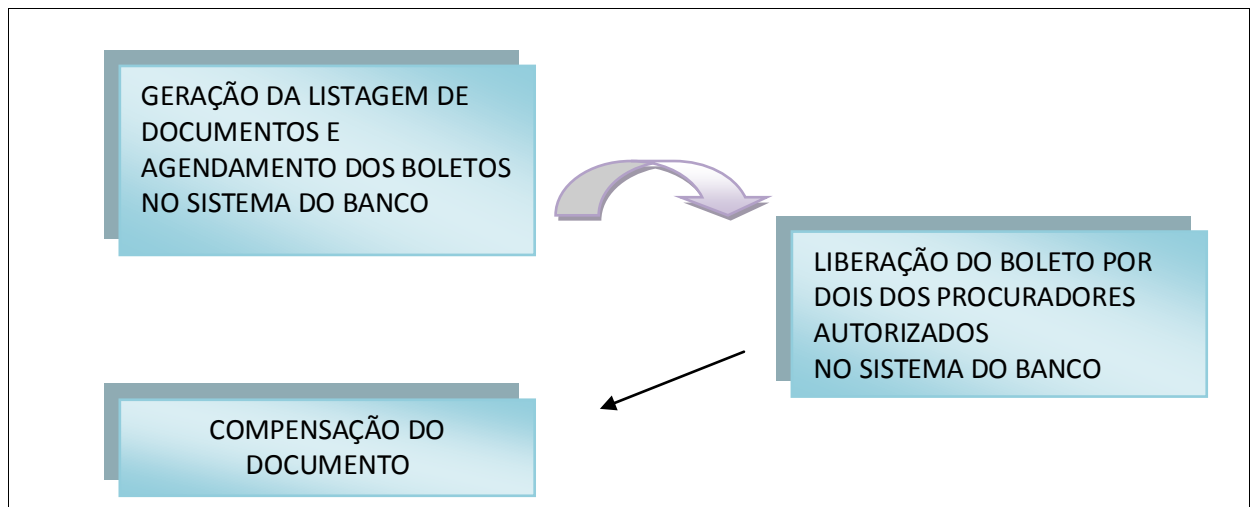 GERAÇÃO DA LISTAGEM DE
DOCUMENTOS E
AGENDAMENTO DOS BOLETOS
NO SISTEMA DO BANCO
LIBERAÇÃO DO BOLETO POR
DOIS DOS PROCURADORES
AUTORIZADOS
NO SISTEMA DO BANCO
COMPENSAÇÃO DO
DOCUMENTO